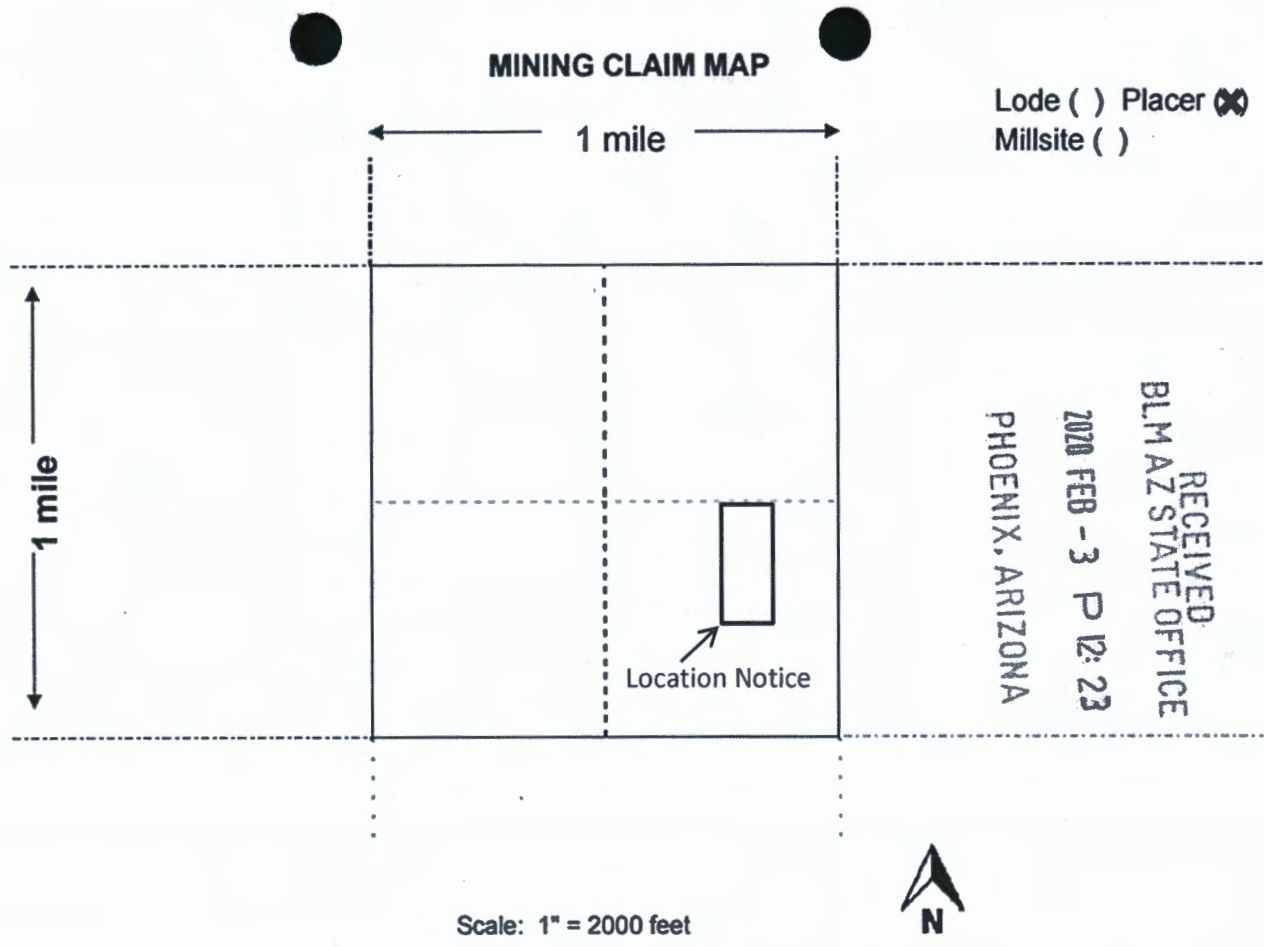 MINING CLAIM MAP
Lode ( ) Placer (X)
Millsite ( )
1 mile
1 mile
Location Notice
RECEIVED
BLM AZ STATE OFFICE
2020 FEB -3 P 12:23
PHOENIX, ARIZONA
Scale: 1" = 2000 feet
N